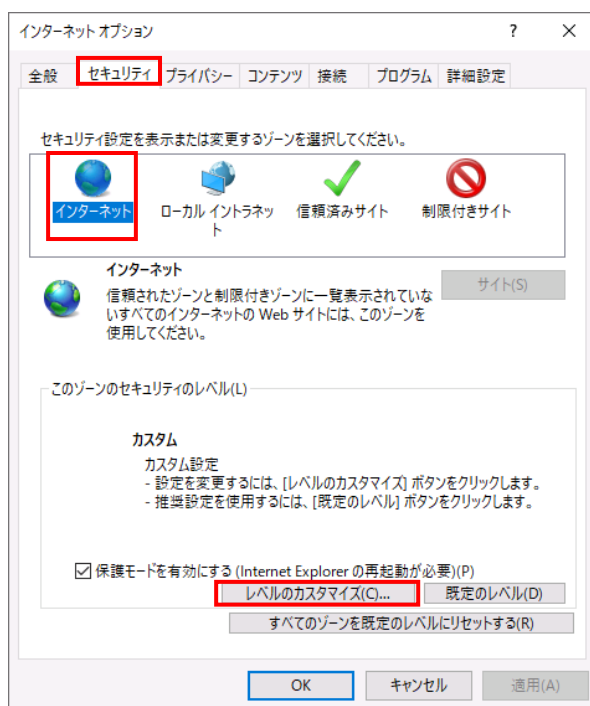 インターネット オプション
? ×
全般 セキュリティ プライバシー コンテンツ 接続 プログラム 詳細設定
セキュリティ設定を表示または変更するゾーンを選択してください。
インターネット ローカル イントラネッ 信頼済みサイト 制限付きサイト
ト
インターネット
サイト(S)
信頼されたゾーンと制限付きゾーンに一覧表示されていな
いすべてのインターネットの Web サイトには、このゾーンを
使用してください。
このゾーンのセキュリティのレベル(L)
カスタム
カスタム設定
- 設定を変更するには、[レベルのカスタマイズ] ボタンをクリックします。
- 推奨設定を使用するには、[既定のレベル] ボタンをクリックします。
保護モードを有効にする (Internet Explorer の再起動が必要)(P)
レベルのカスタマイズ(C)... 既定のレベル(D)
すべてのゾーンを既定のレベルにリセットする(R)
OK キャンセル 適用(A)